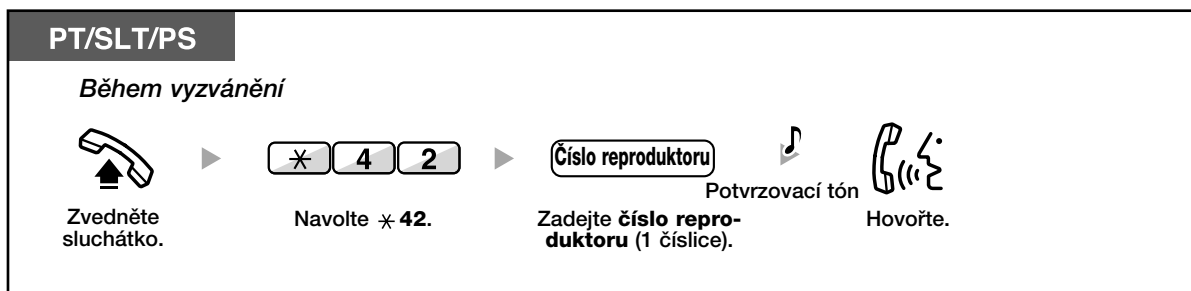 PT/SLT/PS
Během vyzvánění
* 4 2
Číslo reproduktoru
Potvrzovací tón
Zvedněte
sluchátko.
Navolte * 42.
Zadejte číslo repro-
duktoru (1 číslice).
Hovořte.